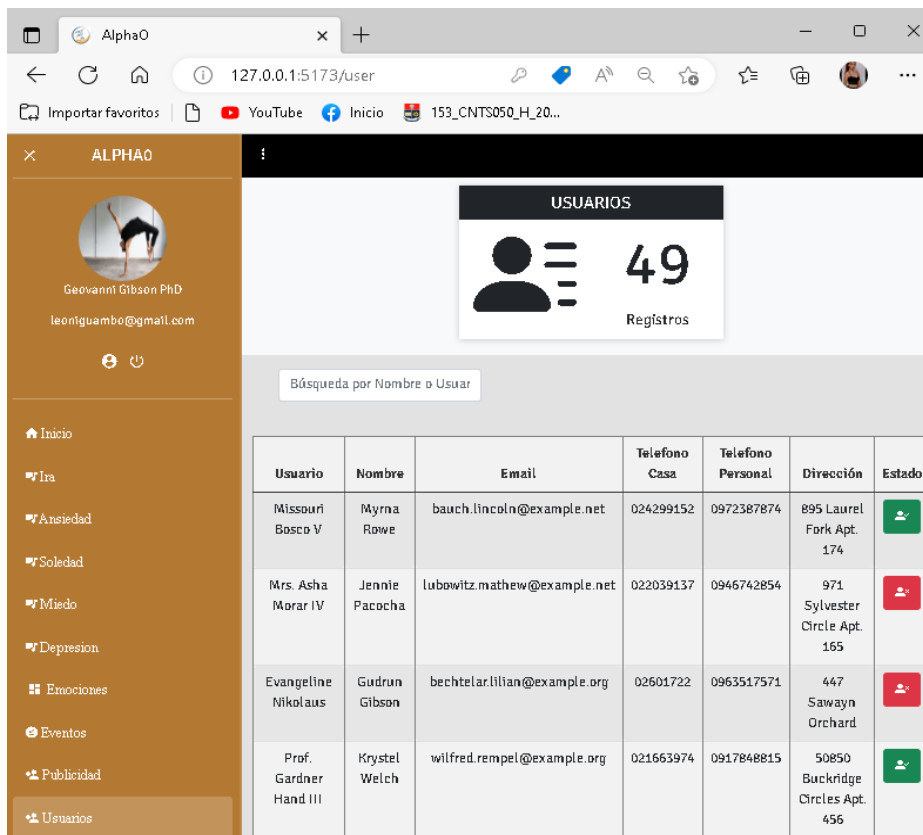 AlphaO
127.0.0.1:5173/user
Importar favoritos
YouTube
Inicio
153_CNTS050_H_20...
ALPHA0
Geovanni Gibson PhD
leoniguambo@gmail.com
Inicio
Ira
Ansiedad
Soledad
Miedo
Depresion
Emociones
Eventos
Publicidad
Usuarios
USUARIOS
49
Registros
Búsqueda por Nombre o Usuar
Usuario Nombre Email Telefono Casa Telefono Personal Dirección Estado
Missouri Bosco V Myrna Rowe bauch.lincoln@example.net 024299152 0972387874 895 Laurel Fork Apt. 174
Mrs. Asha Morar IV Jennie Pacocha lubowitz.mathew@example.net 022039137 0946742854 971 Sylvester Circle Apt. 165
Evangeline Nikolaus Gudrun Gibson bechtelar.lilian@example.org 02601722 0963517571 447 Sawayn Orchard
Prof. Gardner Hand III Krystel Welch wilfred.rempel@example.org 021663974 0917848815 50850 Buckridge Circles Apt. 456